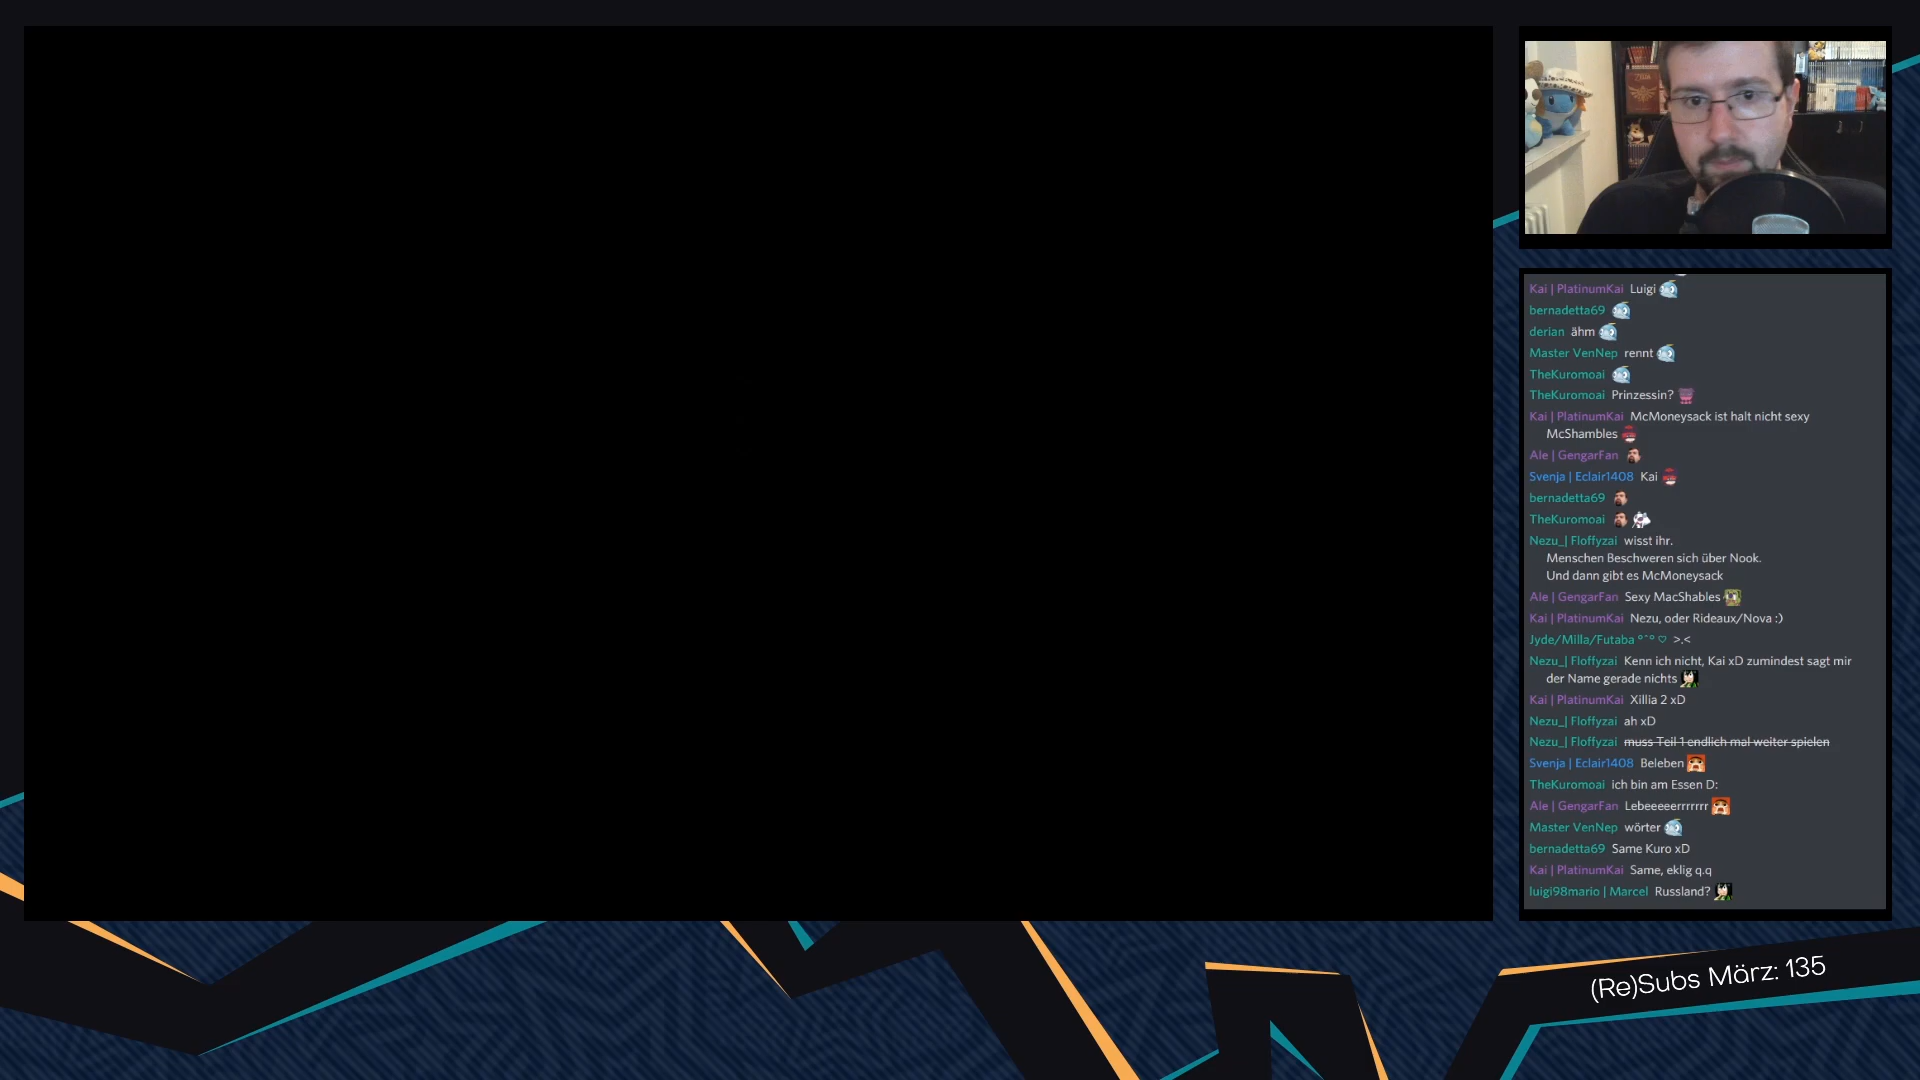 Kai | PlatinumKai Luigi
bernadetta69
derian ähm
Master VenNep rennt
TheKuromoai
TheKuromoai Prinzessin?
Kai | PlatinumKai McMoneysack ist halt nicht sexy
McShambles
Ale | GengarFan
Svenja | Eclair1408 Kai
bernadetta69
TheKuromoai
Nezu_| Floffyzai wisst ihr.
Menschen Beschweren sich über Nook.
Und dann gibt es McMoneysack
Ale | GengarFan Sexy MacShables
Kai | PlatinumKai Nezu, oder Rideaux/Nova :)
Jyde/Milla/Futaba °˘° ♡ >.<
Nezu_| Floffyzai Kenn ich nicht, Kai xD zumindest sagt mir
der Name gerade nichts
Kai | PlatinumKai Xillia 2 xD
Nezu_| Floffyzai ah xD
Nezu_| Floffyzai muss Teil 1 endlich mal weiter spielen
Svenja | Eclair1408 Beleben
TheKuromoai ich bin am Essen D:
Ale | GengarFan Lebeeeeerrrrrrr
Master VenNep wörter
bernadetta69 Same Kuro xD
Kai | PlatinumKai Same, eklig q.q
luigi98mario | Marcel Russland?
(Re)Subs März: 135